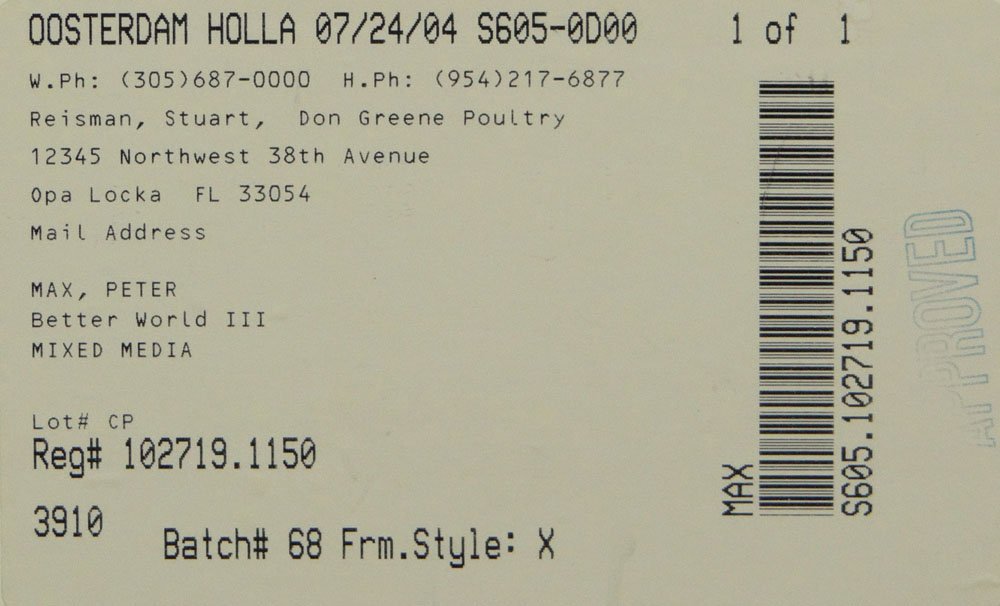 OOSTERDAM HOLLA 07/24/04 S605-0D00 1 of 1
W.Ph: (305)687-0000 H.Ph: (954)217-6877
Reisman, Stuart, Don Greene Poultry
12345 Northwest 38th Avenue
Opa Locka FL 33054
Mail Address
MAX, PETER
Better World III
MIXED MEDIA
Lot# CP
Reg# 102719.1150
3910
Batch# 68 Frm.Style: X
MAX
S605.102719.1150
APPROVED